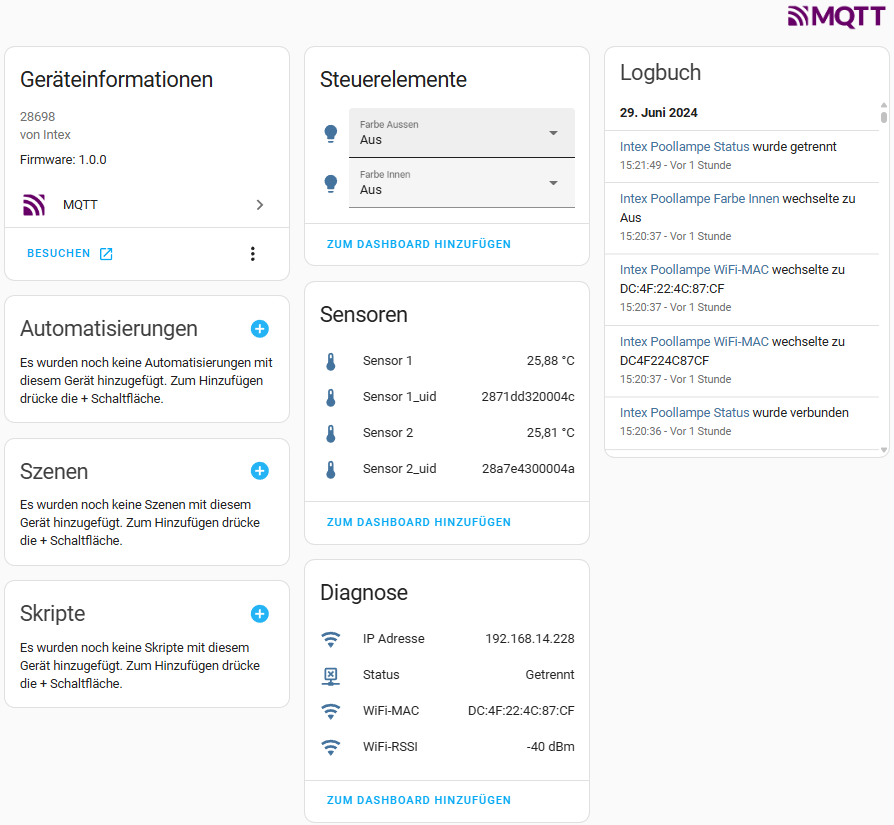 MQTT
Geräteinformationen
28698
von Intex
Firmware: 1.0.0
MQTT
BESUCHEN
Automatisierungen
Es wurden noch keine Automatisierungen mit
diesem Gerät hinzugefügt. Zum Hinzufügen
drücke die + Schaltfläche.
Szenen
Es wurden noch keine Szenen mit diesem
Gerät hinzugefügt. Zum Hinzufügen drücke
die + Schaltfläche.
Skripte
Es wurden noch keine Skripte mit diesem
Gerät hinzugefügt. Zum Hinzufügen drücke
die + Schaltfläche.
Steuerelemente
Farbe Aussen
Aus
Farbe Innen
Aus
ZUM DASHBOARD HINZUFÜGEN
Sensoren
Sensor 1 25,88 °C
Sensor 1_uid 2871dd320004c
Sensor 2 25,81 °C
Sensor 2_uid 28a7e4300004a
ZUM DASHBOARD HINZUFÜGEN
Diagnose
IP Adresse 192.168.14.228
Status Getrennt
WiFi-MAC DC:4F:22:4C:87:CF
WiFi-RSSI -40 dBm
ZUM DASHBOARD HINZUFÜGEN
Logbuch
29. Juni 2024
Intex Poollampe Status wurde getrennt
15:21:49 - Vor 1 Stunde
Intex Poollampe Farbe Innen wechselte zu
Aus
15:20:37 - Vor 1 Stunde
Intex Poollampe WiFi-MAC wechselte zu
DC:4F:22:4C:87:CF
15:20:37 - Vor 1 Stunde
Intex Poollampe WiFi-MAC wechselte zu
DC4F224C87CF
15:20:37 - Vor 1 Stunde
Intex Poollampe Status wurde verbunden
15:20:36 - Vor 1 Stunde